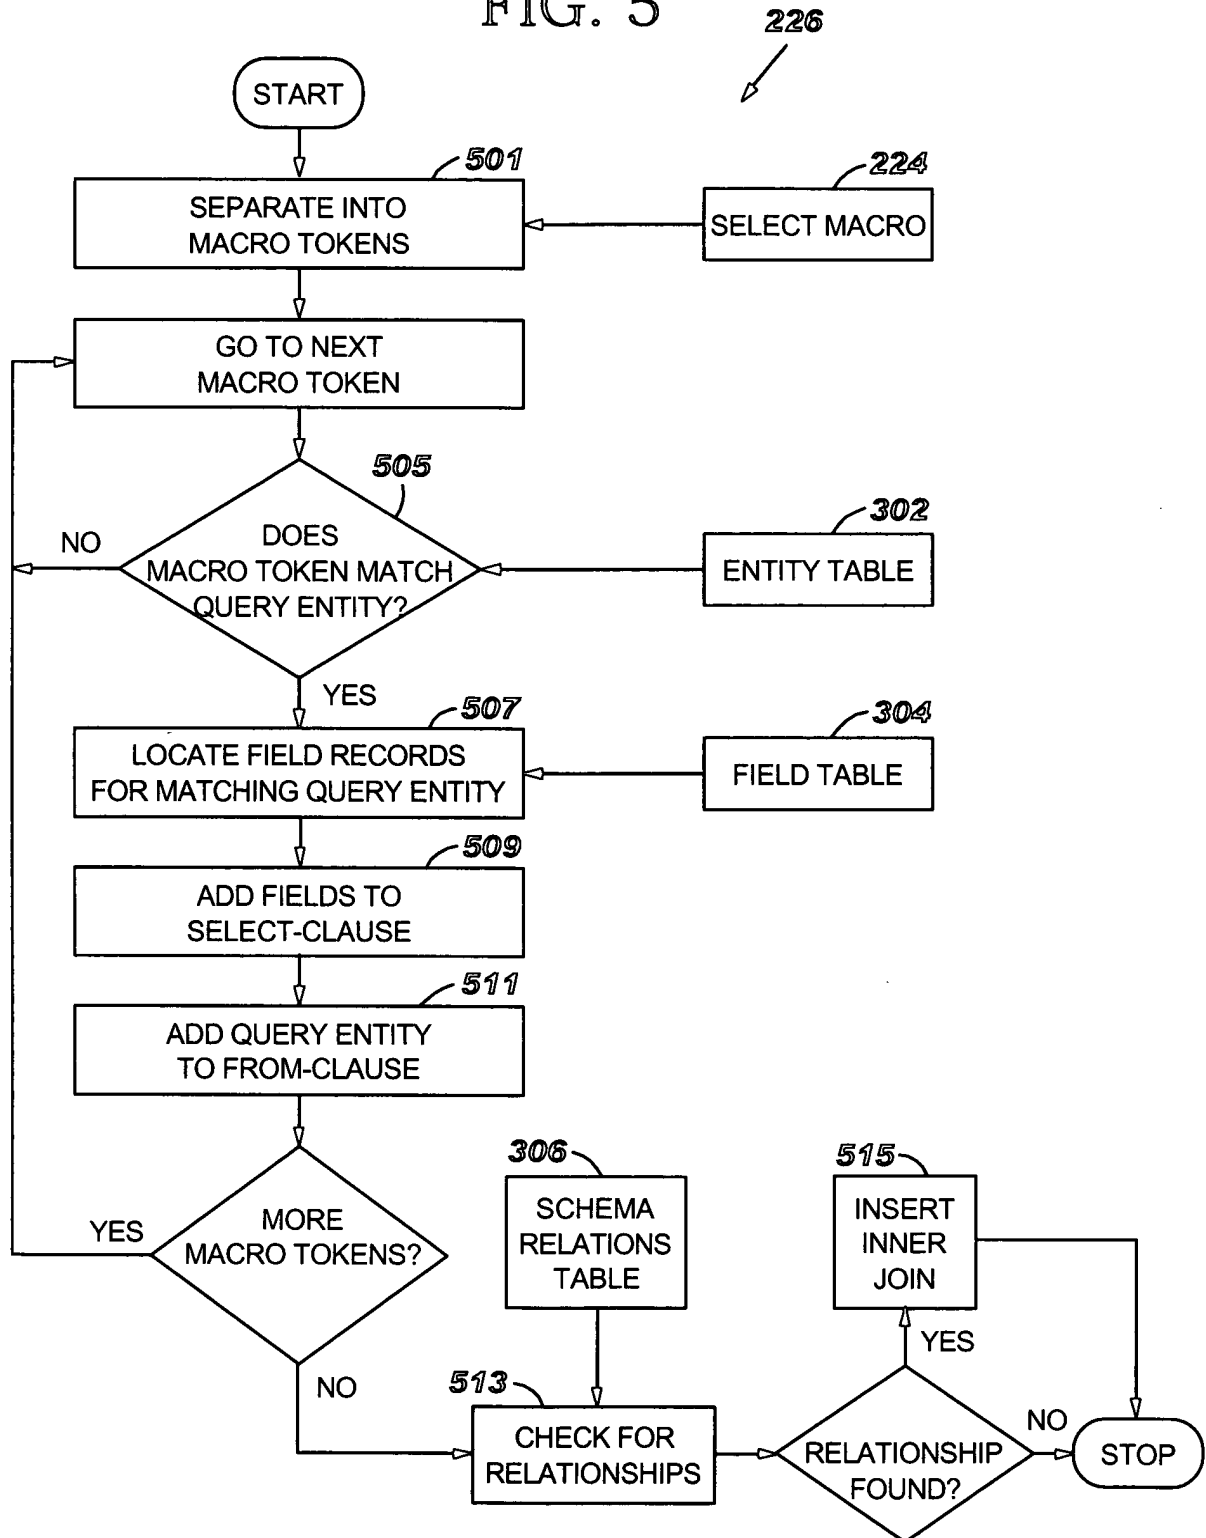 FIG. 5
226
START
501
SEPARATE INTO
MACRO TOKENS
224
SELECT MACRO
GO TO NEXT
MACRO TOKEN
505
DOES
MACRO TOKEN MATCH
QUERY ENTITY?
NO
302
ENTITY TABLE
YES
507
LOCATE FIELD RECORDS
FOR MATCHING QUERY ENTITY
304
FIELD TABLE
509
ADD FIELDS TO
SELECT-CLAUSE
511
ADD QUERY ENTITY
TO FROM-CLAUSE
MORE
MACRO TOKENS?
YES
NO
306
SCHEMA
RELATIONS
TABLE
515
INSERT
INNER
JOIN
YES
513
CHECK FOR
RELATIONSHIPS
RELATIONSHIP
FOUND?
NO
STOP